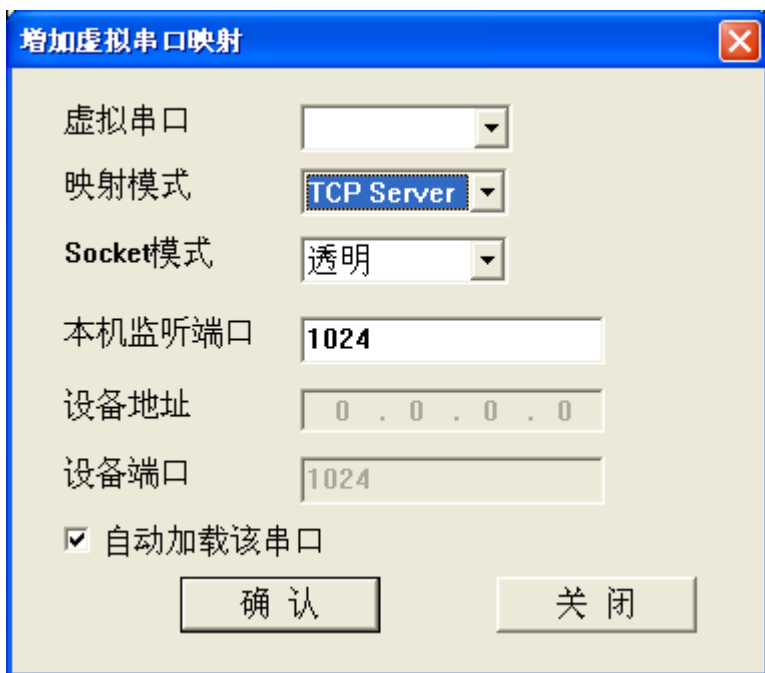 增加虚拟串口映射
虚拟串口
映射模式 TCP Server
Socket模式 透明
本机监听端口 1024
设备地址 0 . 0 . 0 . 0
设备端口 1024
自动加载该串口
确 认 关 闭